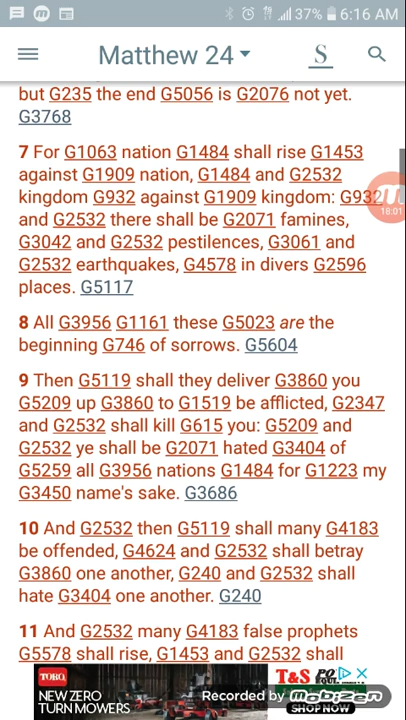 37% 6:16 AM
Matthew 24 S
but G235 the end G5056 is G2076 not yet.
G3768
7 For G1063 nation G1484 shall rise G1453
against G1909 nation, G1484 and G2532
kingdom G932 against G1909 kingdom: G932
and G2532 there shall be G2071 famines,
G3042 and G2532 pestilences, G3061 and
G2532 earthquakes, G4578 in divers G2596
places. G5117
18:01
8 All G3956 G1161 these G5023 are the
beginning G746 of sorrows. G5604
9 Then G5119 shall they deliver G3860 you
G5209 up G3860 to G1519 be afflicted, G2347
and G2532 shall kill G615 you: G5209 and
G2532 ye shall be G2071 hated G3404 of
G5259 all G3956 nations G1484 for G1223 my
G3450 name's sake. G3686
10 And G2532 then G5119 shall many G4183
be offended, G4624 and G2532 shall betray
G3860 one another, G240 and G2532 shall
hate G3404 one another. G240
11 And G2532 many G4183 false prophets
G5578 shall rise, G1453 and G2532 shall
TORO
NEW ZERO
TURN MOWERS
T&S
SHOP NOW
Recorded by Mobizen